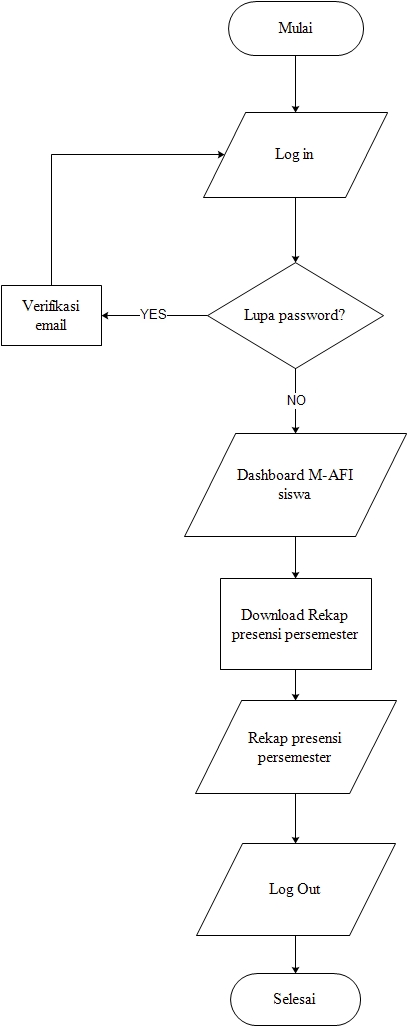 Mulai
Log in
Verifikasi
email
YES
Lupa password?
NO
Dashboard M-AFI
siswa
Download Rekap
presensi persemester
Rekap presensi
persemester
Log Out
Selesai